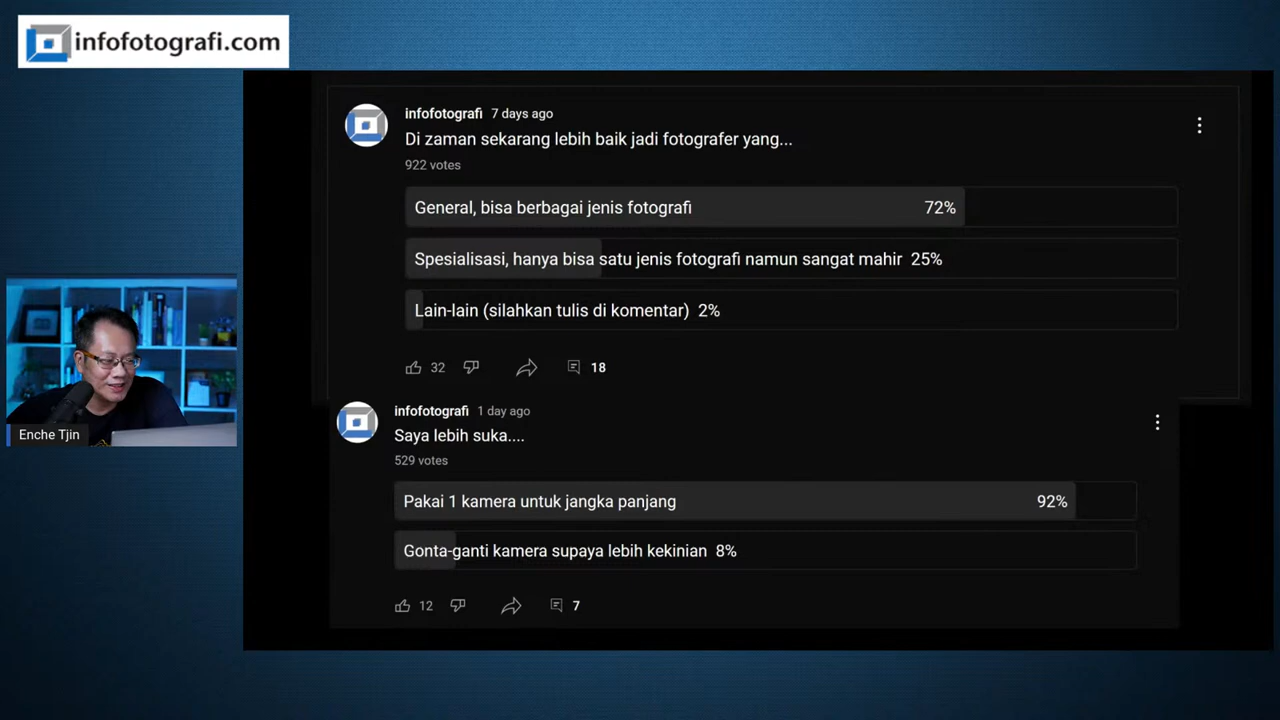 infofotografi.com
infofotografi 7 days ago
Di zaman sekarang lebih baik jadi fotografer yang...
922 votes
General, bisa berbagai jenis fotografi 72%
Spesialisasi, hanya bisa satu jenis fotografi namun sangat mahir 25%
Lain-lain (silahkan tulis di komentar) 2%
32 18
infofotografi 1 day ago
Saya lebih suka....
529 votes
Pakai 1 kamera untuk jangka panjang 92%
Gonta-ganti kamera supaya lebih kekinian 8%
12 7
Enche Tjin